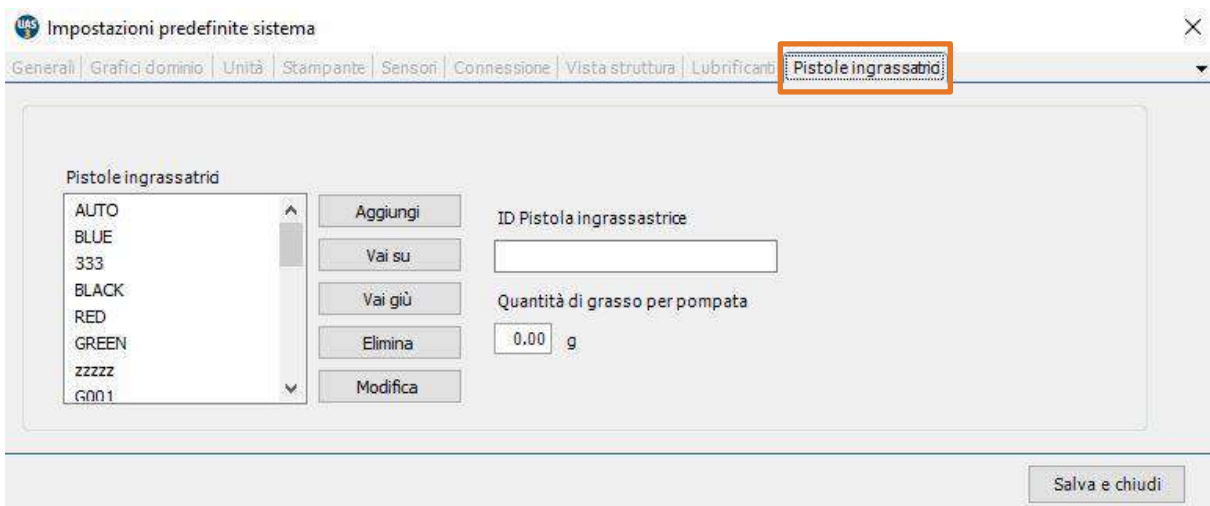 UAS Impostazioni predefinite sistema
Generali Grafici dominio Unità Stampante Sensori Connessione Vista struttura Lubrificanti Pistole ingrassatrici
Pistole ingrassatrici
AUTO
BLUE
333
BLACK
RED
GREEN
zzzzz
G001
Aggiungi
Vai su
Vai giù
Elimina
Modifica
ID Pistola ingrassastrice
Quantità di grasso per pompata
0.00 g
Salva e chiudi